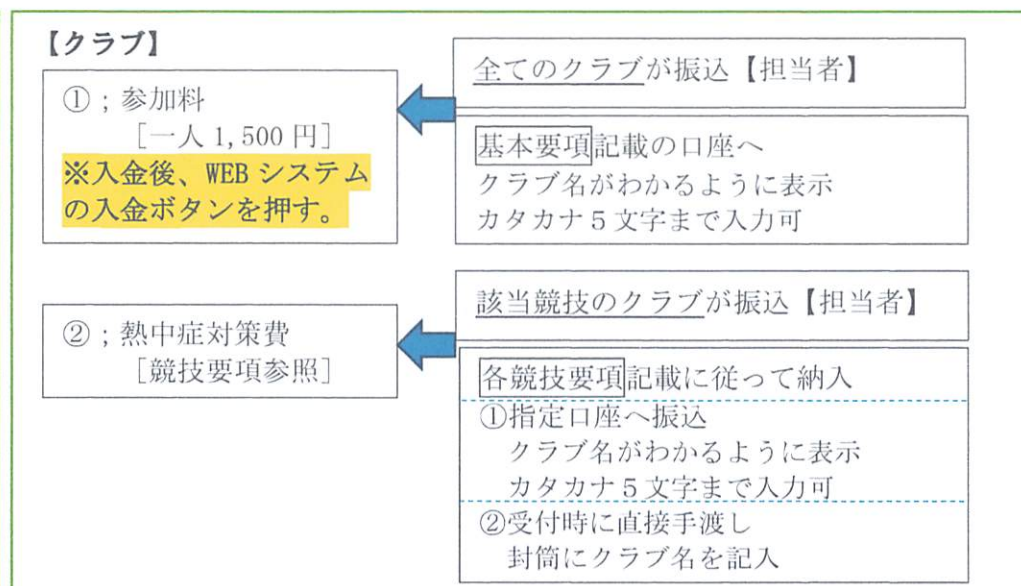 【クラブ】
①；参加料
［一人 1,500 円］
※入金後、WEB システム
の入金ボタンを押す。
全てのクラブが振込【担当者】
基本要項記載の口座へ
クラブ名がわかるように表示
カタカナ５文字まで入力可
②；熱中症対策費
［競技要項参照］
該当競技のクラブが振込【担当者】
各競技要項記載に従って納入
①指定口座へ振込
クラブ名がわかるように表示
カタカナ５文字まで入力可
②受付時に直接手渡し
封筒にクラブ名を記入